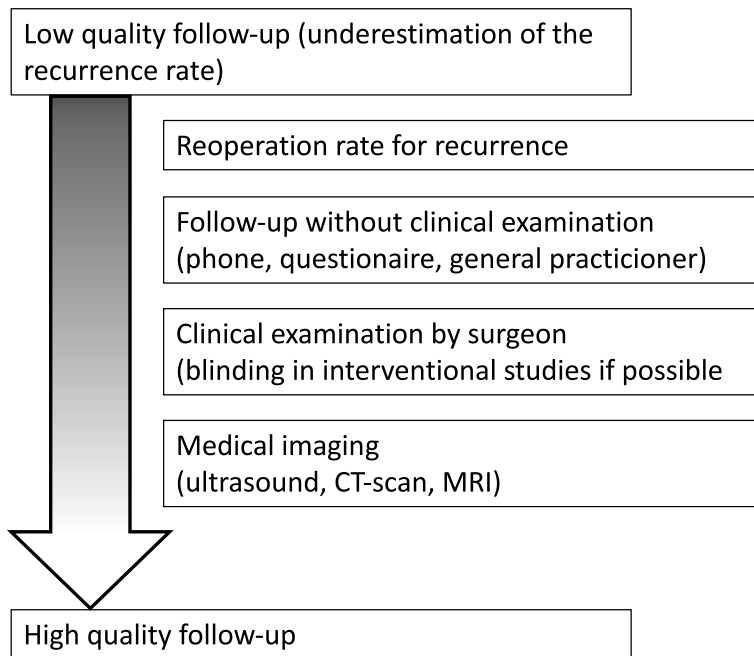 Low quality follow-up (underestimation of the
recurrence rate)
Reoperation rate for recurrence
Follow-up without clinical examination
(phone, questionaire, general practicioner)
Clinical examination by surgeon
(blinding in interventional studies if possible
Medical imaging
(ultrasound, CT-scan, MRI)
High quality follow-up